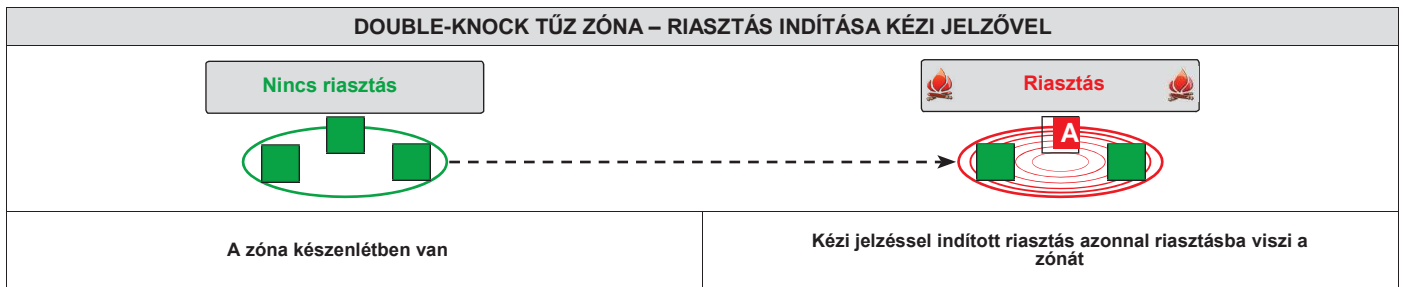 DOUBLE-KNOCK TŰZ ZÓNA – RIASZTÁS INDÍTÁSA KÉZI JELZŐVEL
Nincs riasztás
Riasztás
A
A zóna készenlétben van
Kézi jelzéssel indított riasztás azonnal riasztásba viszi a
zónát